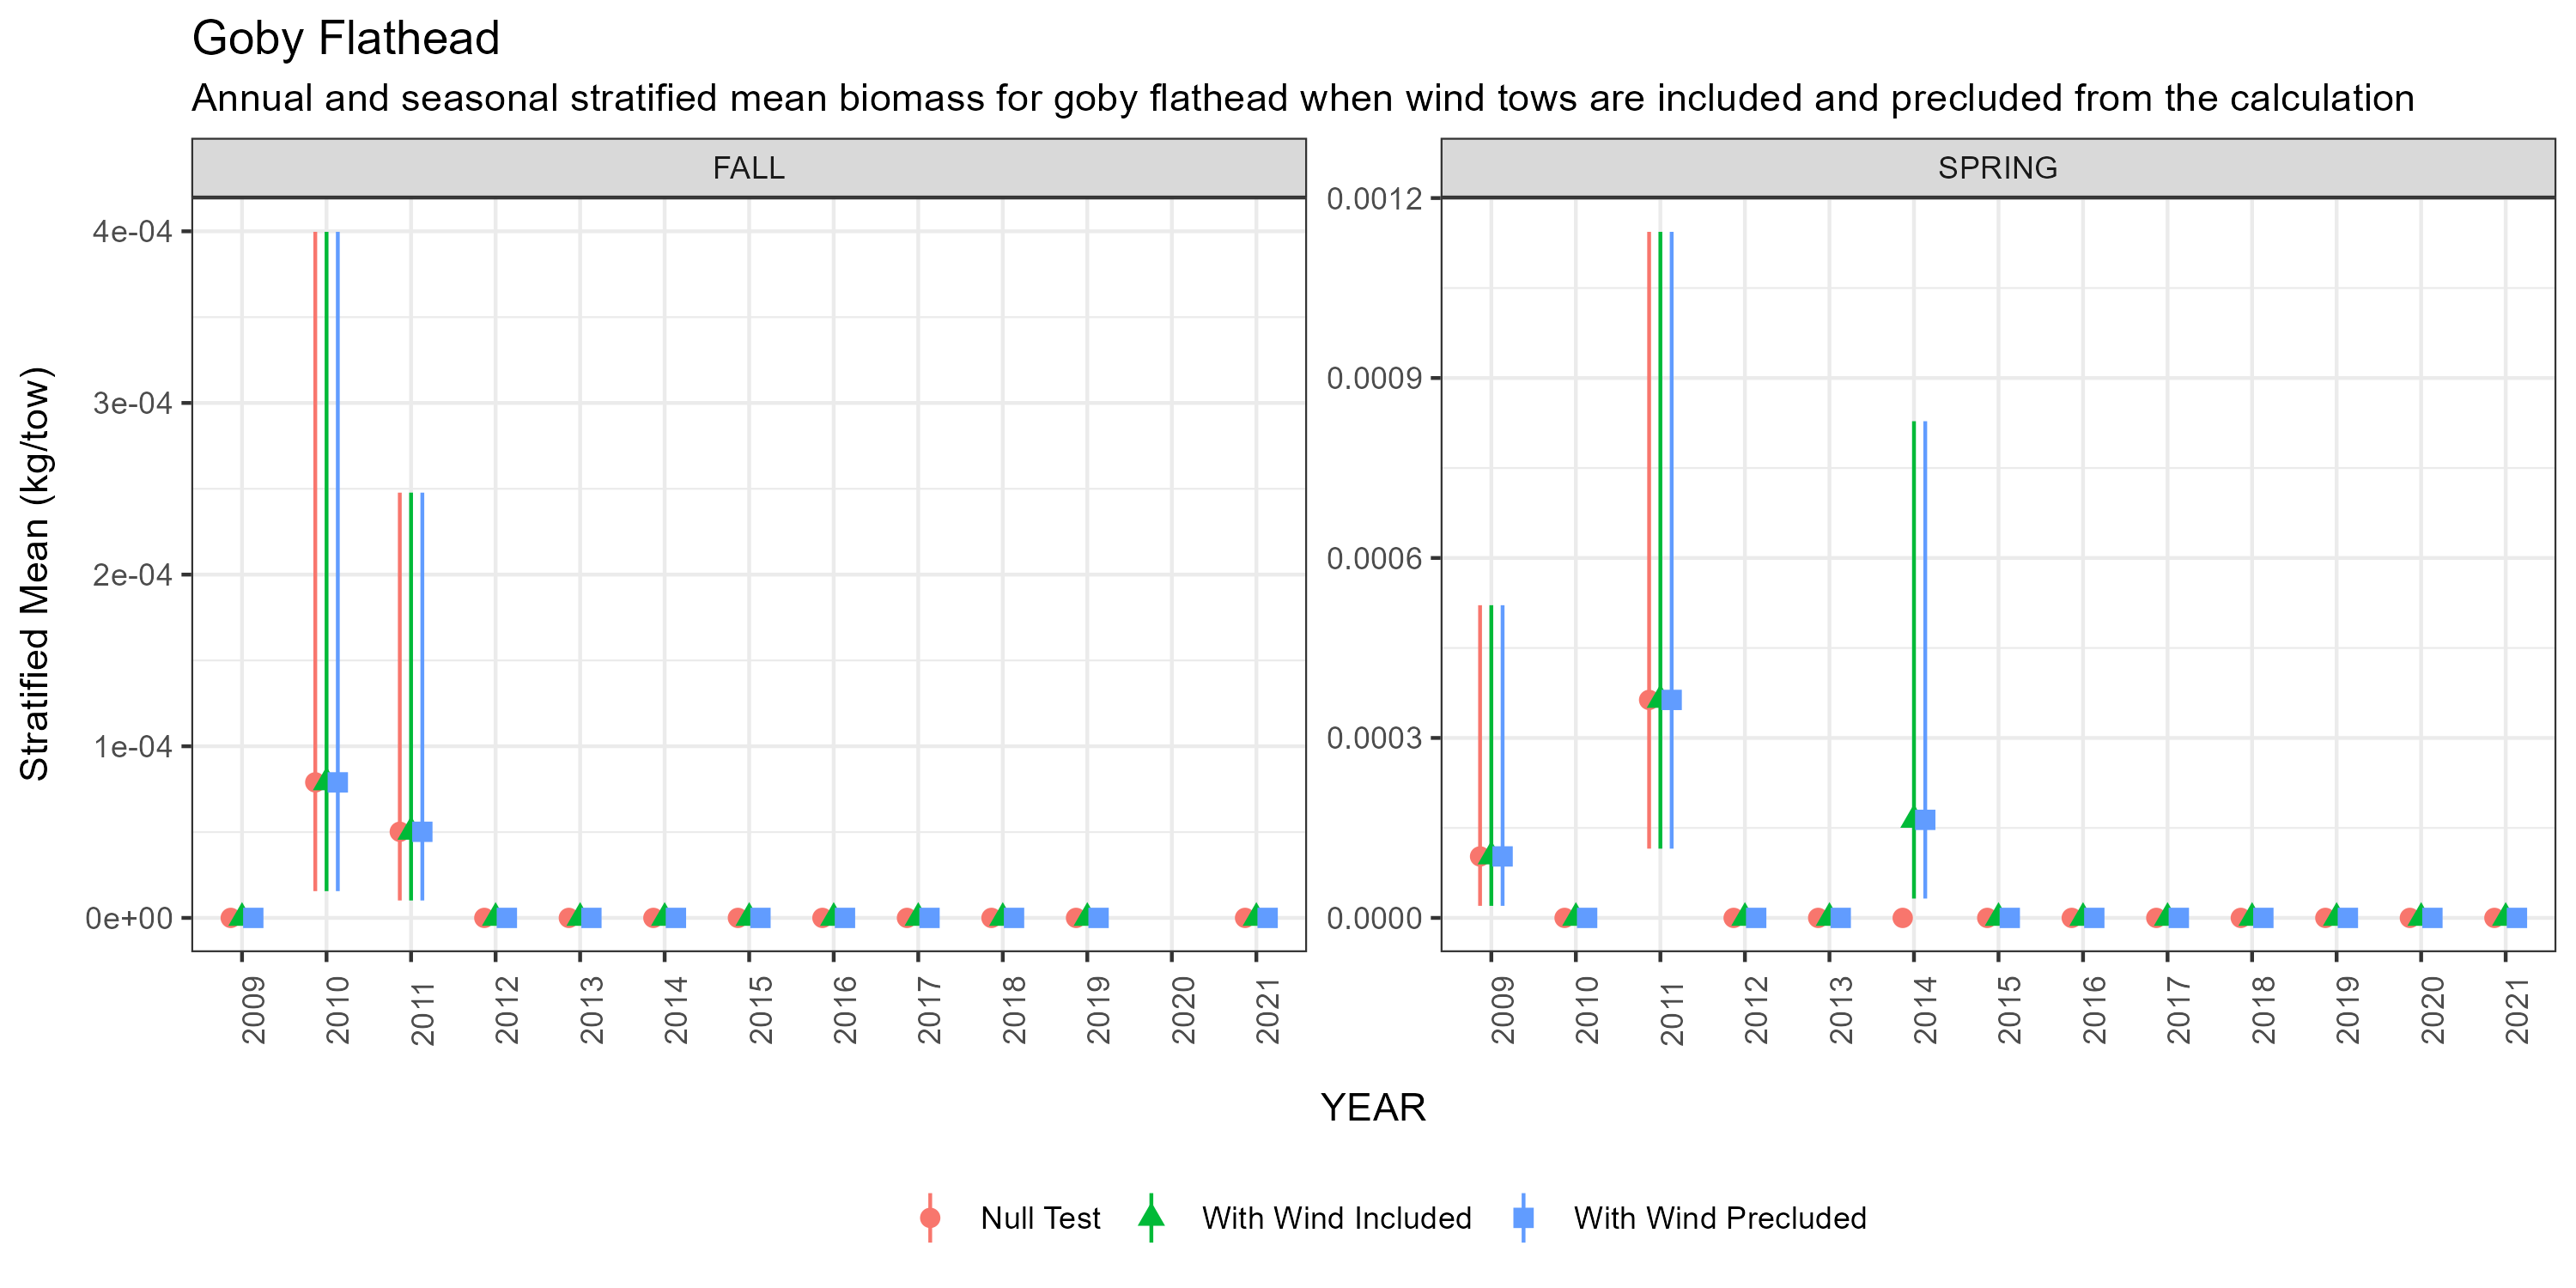 Goby Flathead
Annual and seasonal stratified mean biomass for goby flathead when wind tows are included and precluded from the calculation
FALL
SPRING
Stratified Mean (kg/tow)
4e-04
3e-04
2e-04
1e-04
0e+00
0.0012
0.0009
0.0006
0.0003
0.0000
2009 2010 2011 2012 2013 2014 2015 2016 2017 2018 2019 2020 2021
2009 2010 2011 2012 2013 2014 2015 2016 2017 2018 2019 2020 2021
YEAR
Null Test
With Wind Included
With Wind Precluded